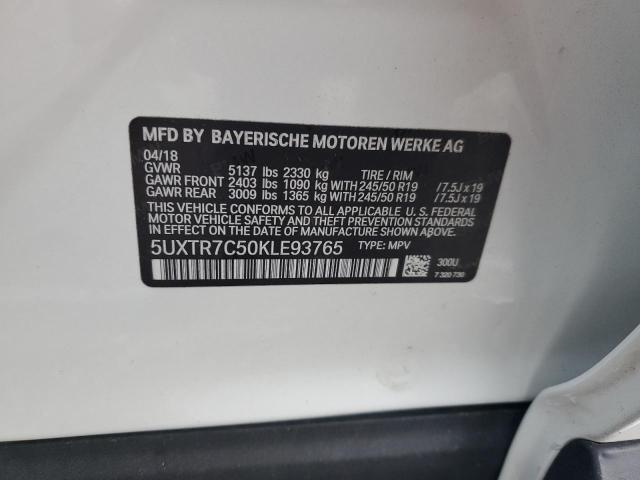 MFD BY BAYERISCHE MOTOREN WERKE AG
04/18
GVWR 5137 lbs 2330 kg TIRE / RIM
GAWR FRONT 2403 lbs 1090 kg WITH 245/50 R19 /7.5J x 19
GAWR REAR 3009 lbs 1365 kg WITH 245/50 R19 /7.5J x 19
THIS VEHICLE CONFORMS TO ALL APPLICABLE U. S. FEDERAL
MOTOR VEHICLE SAFETY AND THEFT PREVENTION STANDARDS
IN EFFECT ON THE DATE OF MANUFACTURE SHOWN ABOVE.
5UXTR7C50KLE93765 TYPE: MPV
300U
7 320 730